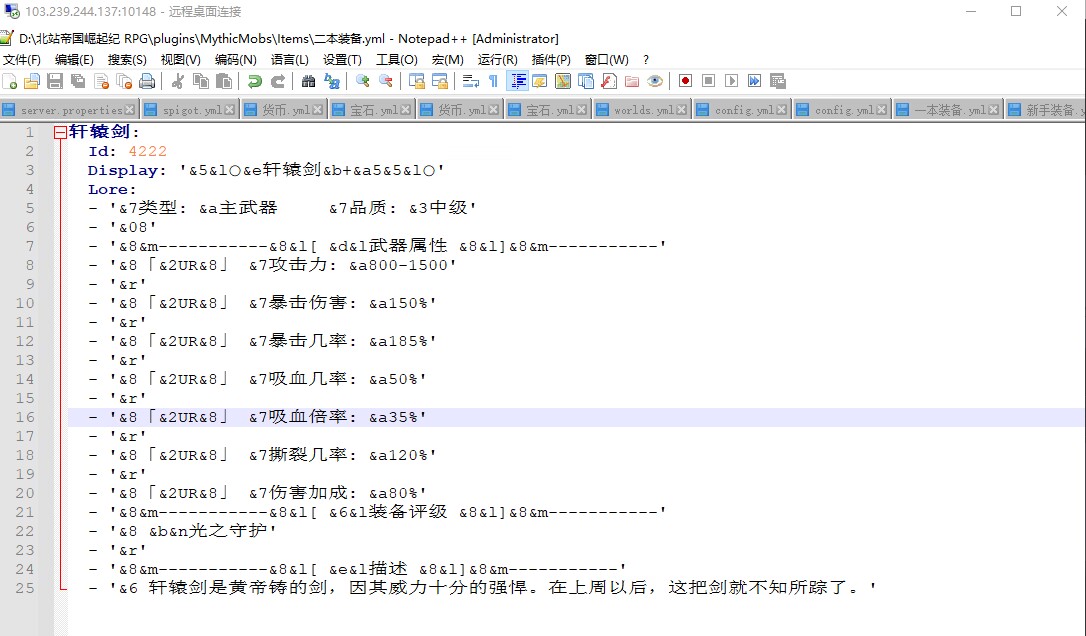 103.239.244.137:10148 - 远程桌面连接
D:\北站帝国崛起纪 RPG\plugins\MythicMobs\Items\二本装备.yml - Notepad++ [Administrator]
文件(F) 编辑(E) 搜索(S) 视图(V) 编码(N) 语言(L) 设置(T) 工具(O) 宏(M) 运行(R) 插件(P) 窗口(W) ?
server.properties spigot.yml 货币.yml 宝石.yml 货币.yml 宝石.yml worlds.yml config.yml config.yml 一本装备.yml 新手装备.y
1 轩辕剑:
2 Id: 4222
3 Display: '&5&l○&e轩辕剑&b+&a5&5&l○'
4 Lore:
5 - '&7类型: &a主武器 &7品质: &3中级'
6 - '&08'
7 - '&8&m-----------&8&l[ &d&l武器属性 &8&l]&8&m-----------'
8 - '&8「&2UR&8」 &7攻击力: &a800-1500'
9 - '&r'
10 - '&8「&2UR&8」 &7暴击伤害: &a150%'
11 - '&r'
12 - '&8「&2UR&8」 &7暴击几率: &a185%'
13 - '&r'
14 - '&8「&2UR&8」 &7吸血几率: &a50%'
15 - '&r'
16 - '&8「&2UR&8」 &7吸血倍率: &a35%'
17 - '&r'
18 - '&8「&2UR&8」 &7撕裂几率: &a120%'
19 - '&r'
20 - '&8「&2UR&8」 &7伤害加成: &a80%'
21 - '&8&m-----------&8&l[ &6&l装备评级 &8&l]&8&m-----------'
22 - '&8 &b&n光之守护'
23 - '&r'
24 - '&8&m-----------&8&l[ &e&l描述 &8&l]&8&m-----------'
25 - '&6 轩辕剑是黄帝铸的剑，因其威力十分的强悍。在上周以后，这把剑就不知所踪了。'